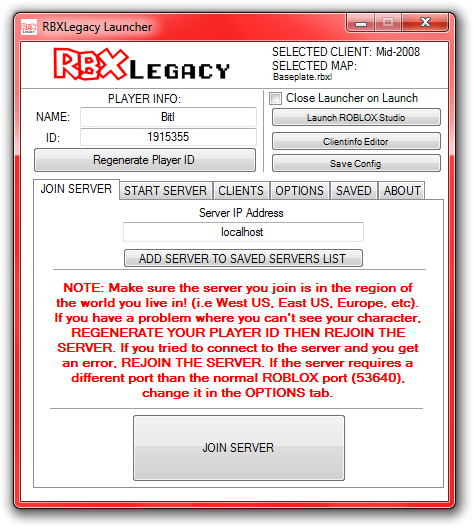 RBXLegacy Launcher
RBX LEGACY
SELECTED CLIENT: Mid-2008
SELECTED MAP:
Baseplate.rbxl
PLAYER INFO:
NAME: Bitl
ID: 1915355
Regenerate Player ID
Close Launcher on Launch
Launch ROBLOX Studio
Clientinfo Editor
Save Config
JOIN SERVER START SERVER CLIENTS OPTIONS SAVED ABOUT
Server IP Address
localhost
ADD SERVER TO SAVED SERVERS LIST
NOTE: Make sure the server you join is in the region of
the world you live in! (i.e West US, East US, Europe, etc).
If you have a problem where you can't see your character,
REGENERATE YOUR PLAYER ID THEN REJOIN THE
SERVER. If you tried to connect to the server and you get
an error, REJOIN THE SERVER. If the server requires a
different port than the normal ROBLOX port (53640),
change it in the OPTIONS tab.
JOIN SERVER